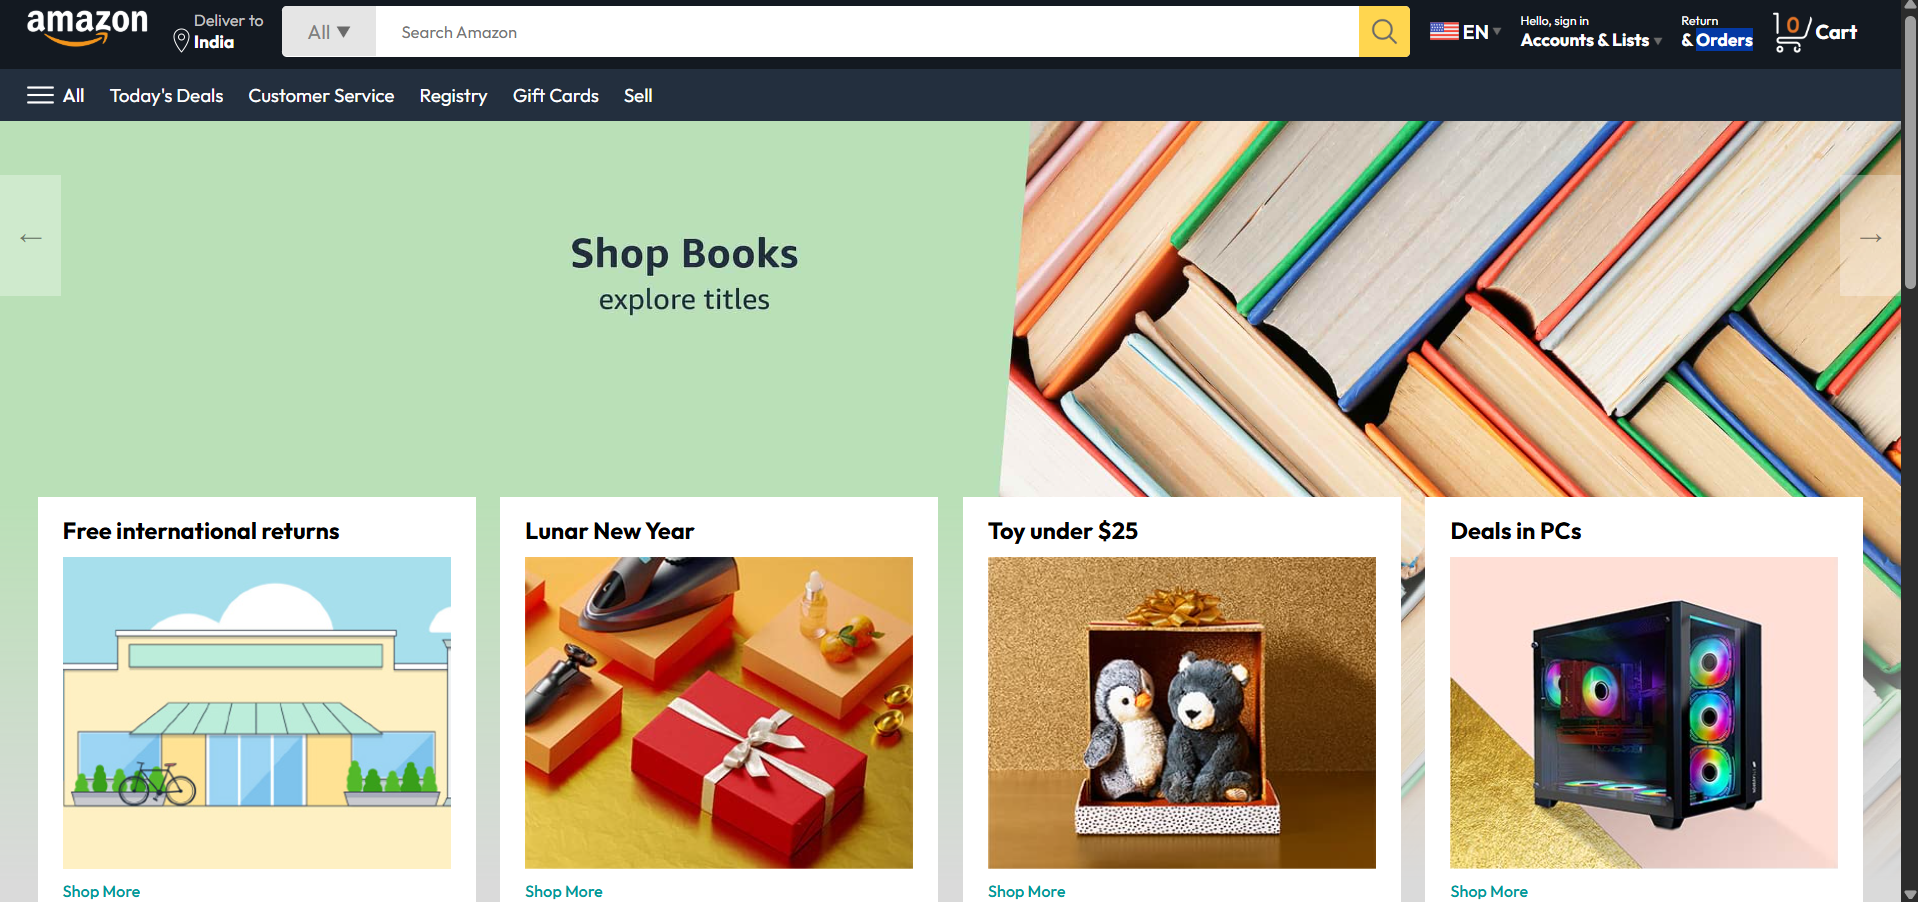 amazon
Deliver to
India
All ▼
Search Amazon
EN ▾
Hello, sign in
Accounts & Lists ▾
Return
& Orders
0 Cart
All
Today's Deals
Customer Service
Registry
Gift Cards
Sell
←
Shop Books
explore titles
→
Free international returns
Shop More
Lunar New Year
Shop More
Toy under $25
Shop More
Deals in PCs
Shop More